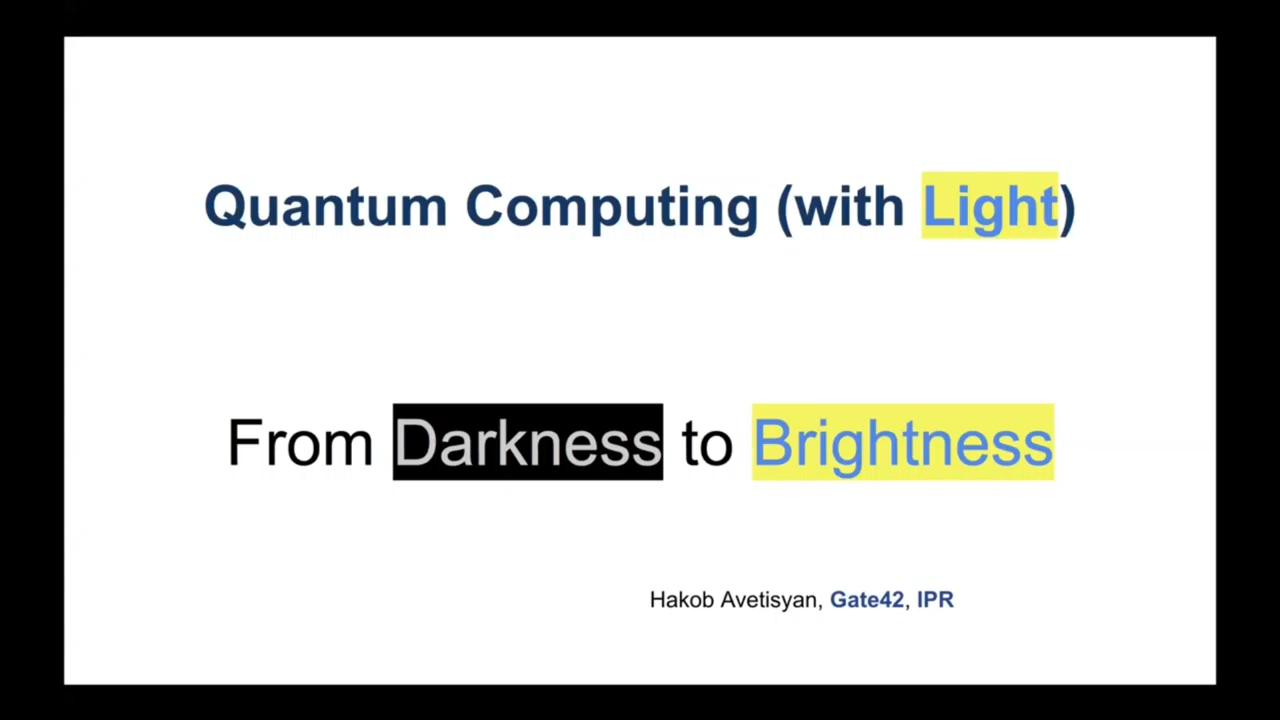 Quantum Computing (with Light)
From Darkness to Brightness
Hakob Avetisyan, Gate42, IPR